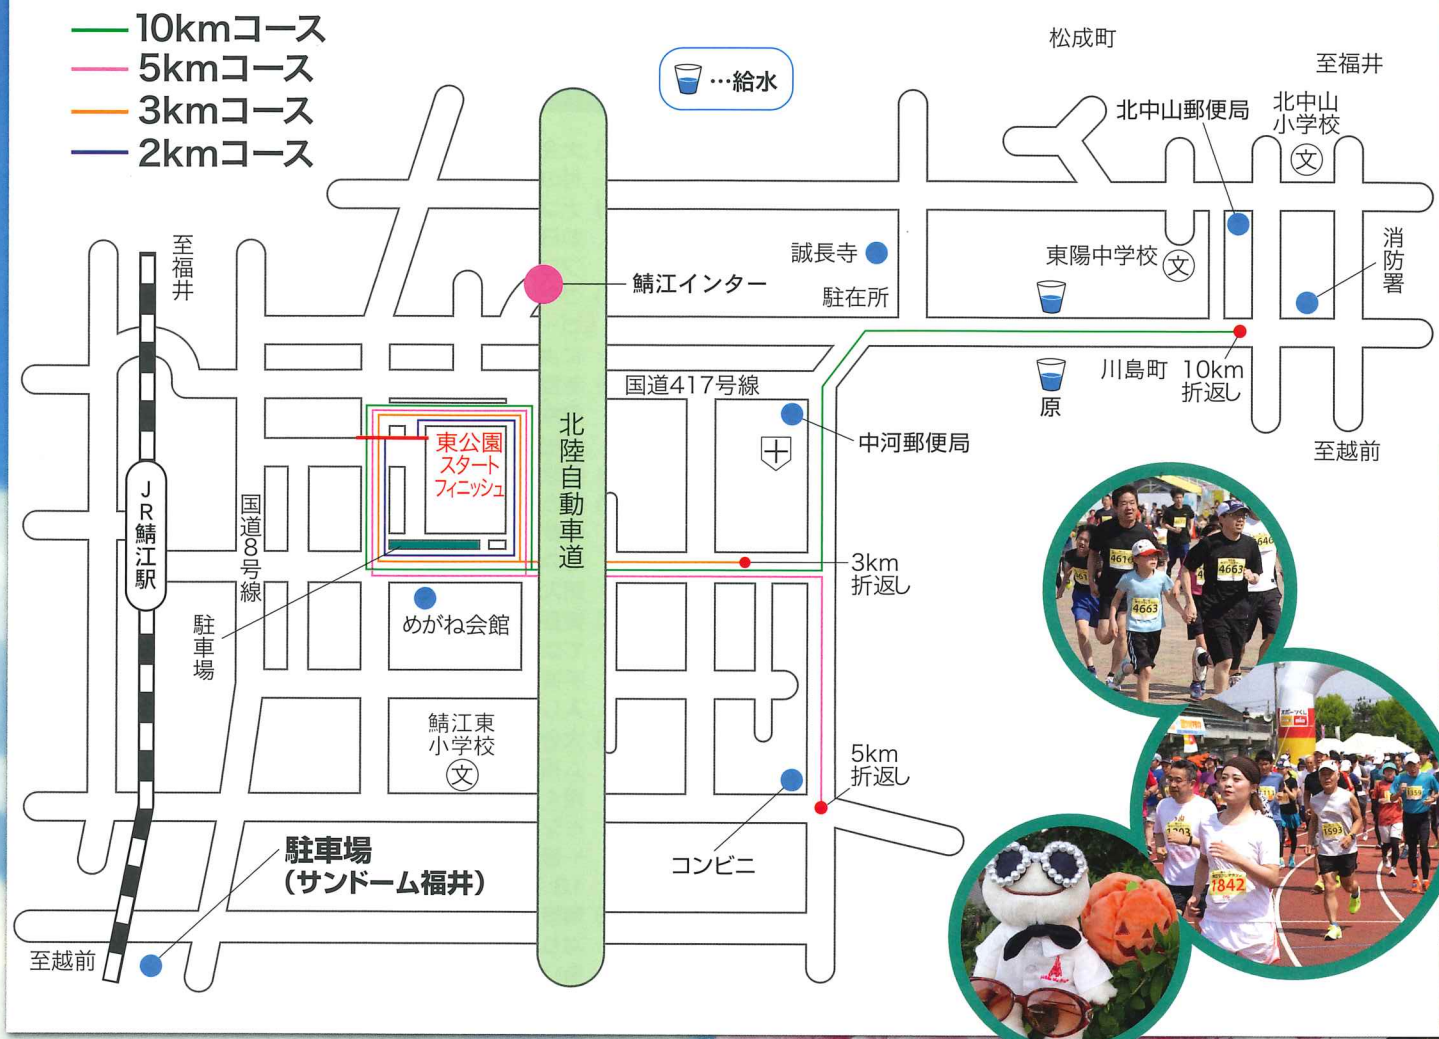 10kmコース
5kmコース
3kmコース
2kmコース
…給水
松成町
至福井
北中山郵便局
北中山
小学校
文
至福井
誠長寺
駐在所
東陽中学校
文
消防署
鯖江インター
国道417号線
川島町
10km
折返し
原
至越前
東公園
スタート
フィニッシュ
北陸自動車道
中河郵便局
JR鯖江駅
国道8号線
3km
折返し
駐車場
めがね会館
鯖江東
小学校
文
5km
折返し
コンビニ
駐車場
(サンドーム福井)
至越前
4616
4663
4663
1842
1593